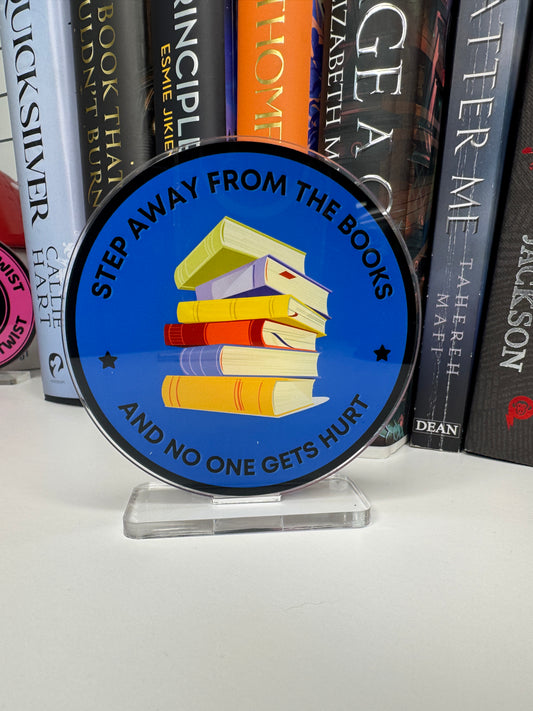 QUICKSILVER
CALLIE
HART
BOOK THAT
ULDN'T BURN
RINCIPLE
ESMIE JIKIE
THOME
IZABETH M
GE A
ATTER ME
TAHEREH
MAFI
DEAN
JACKSON
WIST
TWIST
STEP AWAY FROM THE BOOKS
AND NO ONE GETS HURT